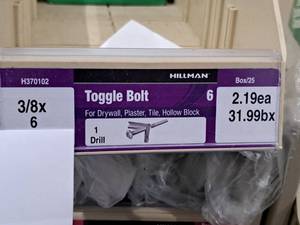 HILLMAN
H370102
Box/25
Toggle Bolt 6
3/8x
6
For Drywall, Plaster, Tile, Hollow Block
1
Drill
2.19ea
31.99bx